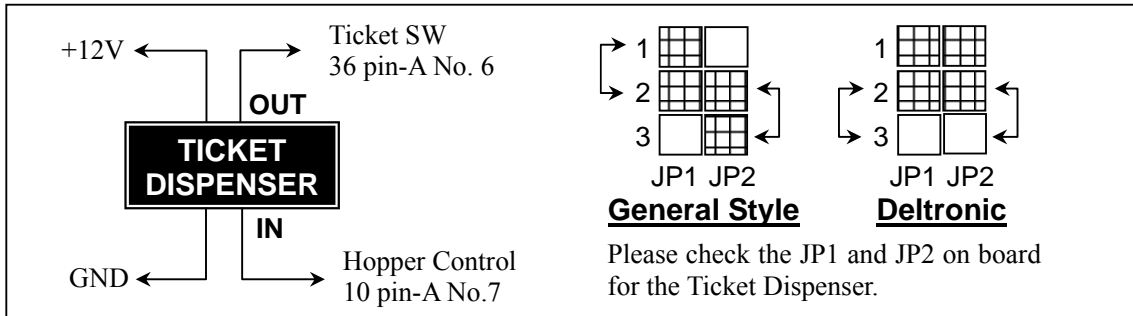 +12V
Ticket SW
36 pin-A No. 6
OUT
TICKET
DISPENSER
IN
GND
Hopper Control
10 pin-A No.7
1
2
3
JP1 JP2
General Style
1
2
3
JP1 JP2
Deltronic
Please check the JP1 and JP2 on board
for the Ticket Dispenser.